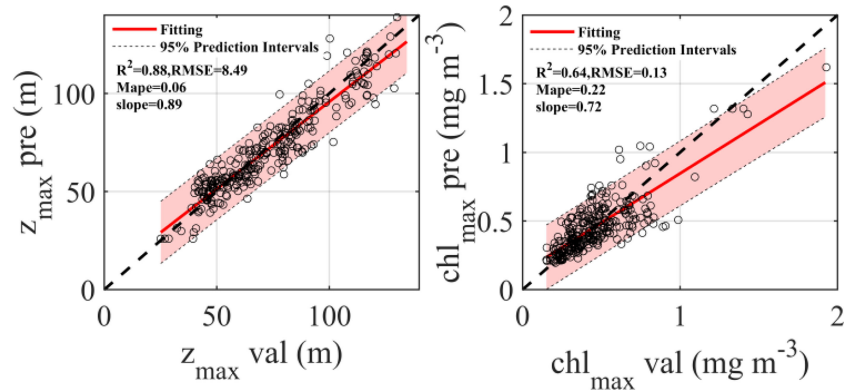 Fitting
95% Prediction Intervals
R²=0.88,RMSE=8.49
Mape=0.06
slope=0.89
100
50
0
0
50
100
z_max pre (m)
z_max val (m)
Fitting
95% Prediction Intervals
R²=0.64,RMSE=0.13
Mape=0.22
slope=0.72
2
1.5
1
0.5
0
0
1
2
chl_max pre (mg m⁻³)
chl_max val (mg m⁻³)